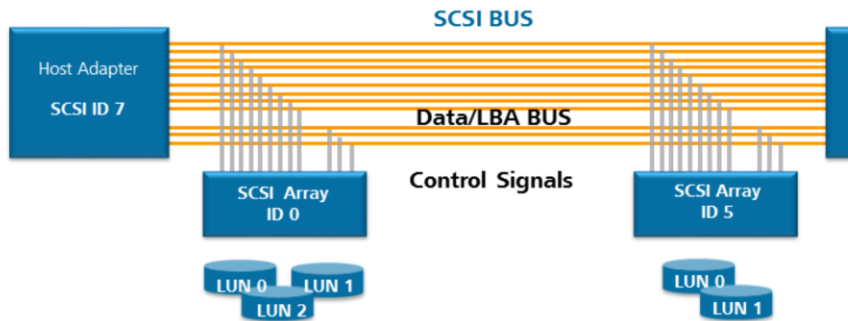 SCSI BUS
Host Adapter
SCSI ID 7
Data/LBA BUS
Control Signals
SCSI Array
ID 0
SCSI Array
ID 5
LUN 0
LUN 1
LUN 2
LUN 0
LUN 1